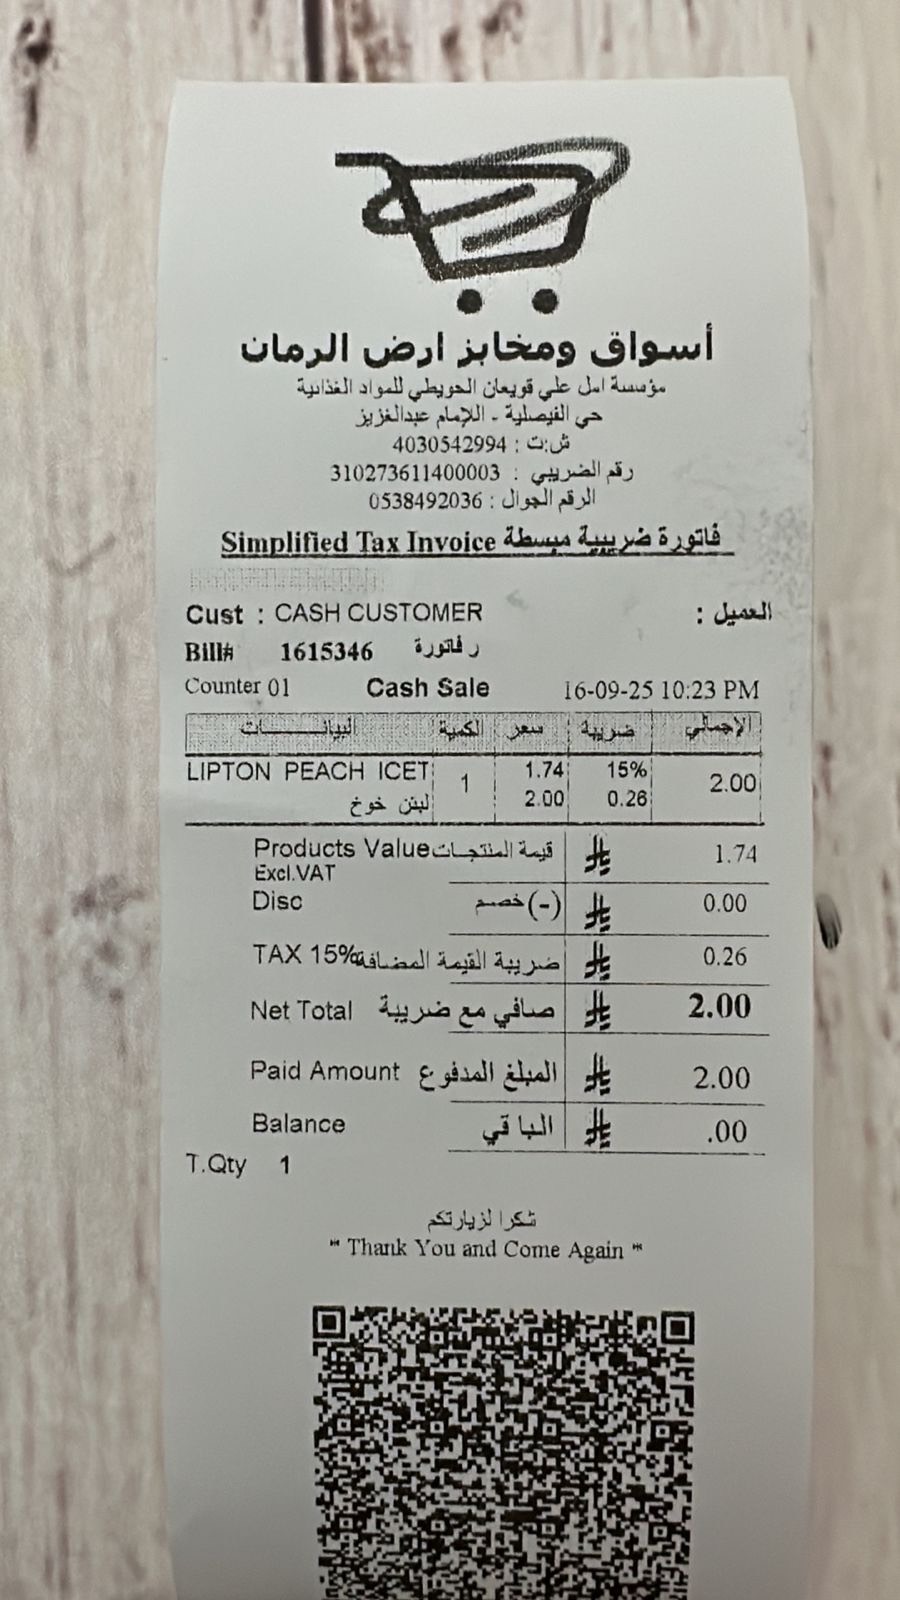 أسواق ومخابز ارض الرمان
مؤسسة امل علي قويعان الحويطي للمواد الغذائية
حي الفيصلية - اللإمام عبدالعزيز
ش:ت : 4030542994
رقم الضريبي : 310273611400003
الرقم الجوال : 0538492036
Simplified Tax Invoice فاتورة ضريبية مبسطة
Cust : CASH CUSTOMER العميل :
Bill# 1615346 ر فاتورة
Counter 01 Cash Sale 16-09-25 10:23 PM
البيانـــــــات الكمية سعر ضريبة الإجمالي
LIPTON PEACH ICET 1 1.74 15% 2.00
لبتن خوخ 2.00 0.26
Products Value قيمة المنتجـات 1.74
Excl.VAT
Disc (-) خصم 0.00
TAX 15% ضريبة القيمة المضافة 0.26
Net Total صافي مع ضريبة 2.00
Paid Amount المبلغ المدفوع 2.00
Balance البا قي .00
T.Qty 1
شكرا لزيارتكم
" Thank You and Come Again "